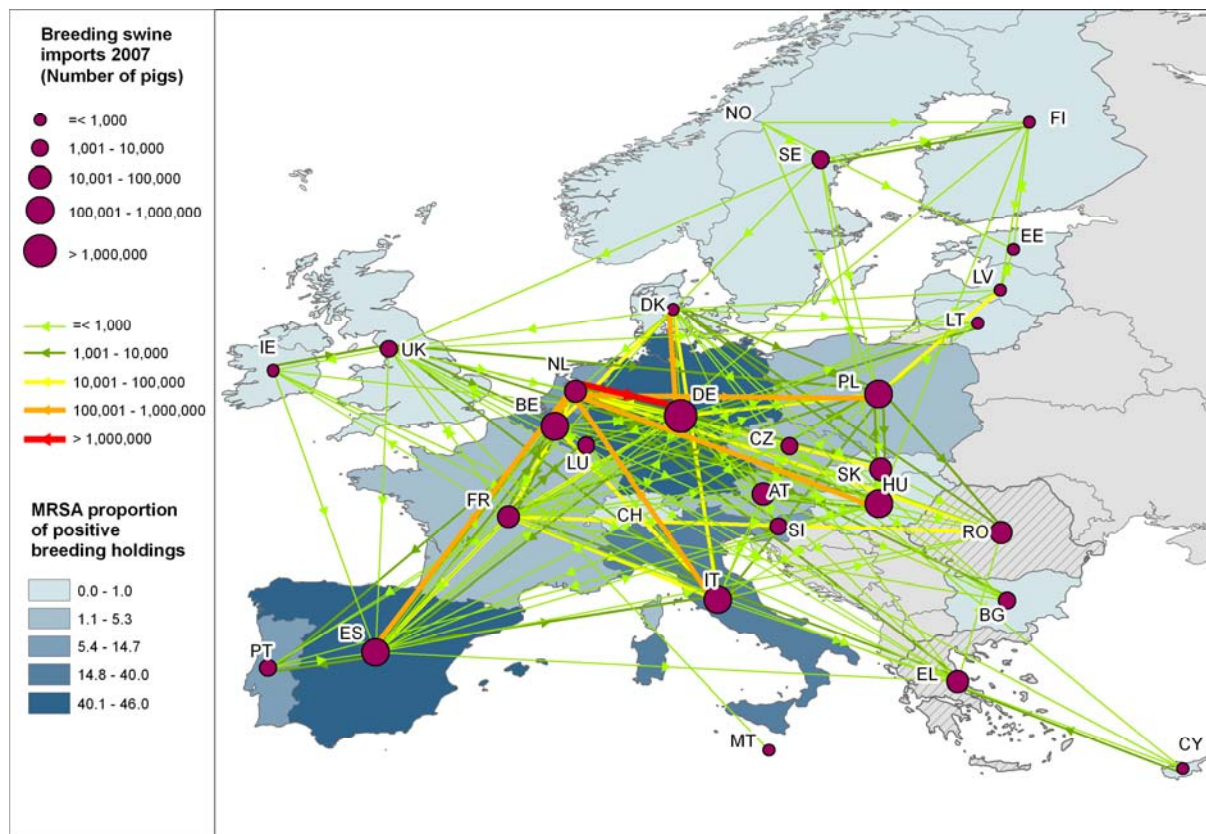 Breeding swine
imports 2007
(Number of pigs)
=< 1,000
1,001 - 10,000
10,001 - 100,000
100,001 - 1,000,000
> 1,000,000
=< 1,000
1,001 - 10,000
10,001 - 100,000
100,001 - 1,000,000
> 1,000,000
MRSA proportion
of positive
breeding holdings
0.0 - 1.0
1.1 - 5.3
5.4 - 14.7
14.8 - 40.0
40.1 - 46.0
NO
FI
SE
EE
LV
DK
LT
IE
UK
NL
PL
DE
BE
CZ
LU
SK
HU
AT
FR
CH
SI
RO
IT
BG
ES
PT
EL
MT
CY